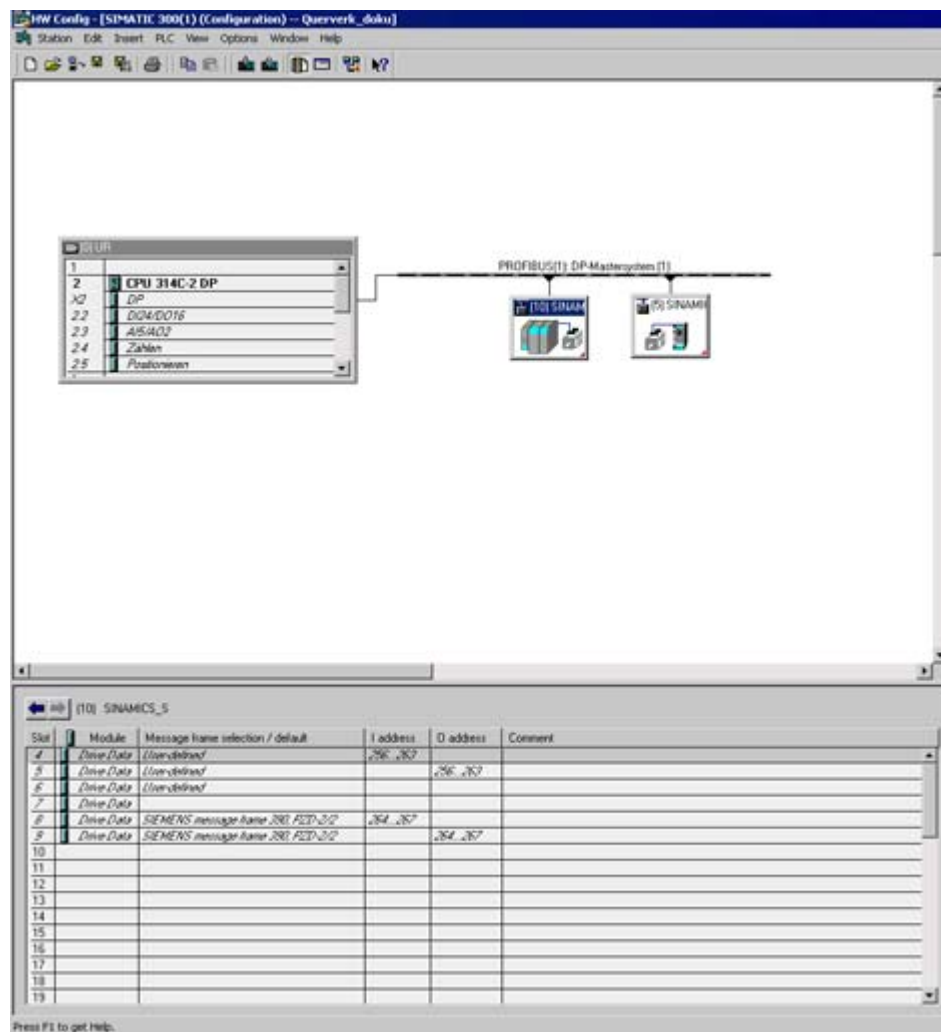 HW Config - [SIMATIC 300(1) (Configuration) -- Querverk_doku]
Station Edit Insert PLC View Options Window Help
(0) UR
1
2 CPU 314C-2 DP
X2 DP
2.2 DI24/DO16
2.3 AI5/AO2
2.4 Zählen
2.5 Positionieren
PROFIBUS(1): DP-Mastersystem (1)
(10) SINAM
(5) SINAMI
(10) SINAMICS_S
Slot Module Message frame selection / default I address Q address Comment
4 Drive Data User-defined 256...263
5 Drive Data User-defined 256...263
6 Drive Data User-defined
7 Drive Data
8 Drive Data SIEMENS message frame 390, PZD-2/2 264...267
9 Drive Data SIEMENS message frame 390, PZD-2/2 264...267
10
11
12
13
14
15
16
17
18
19
Press F1 to get Help.